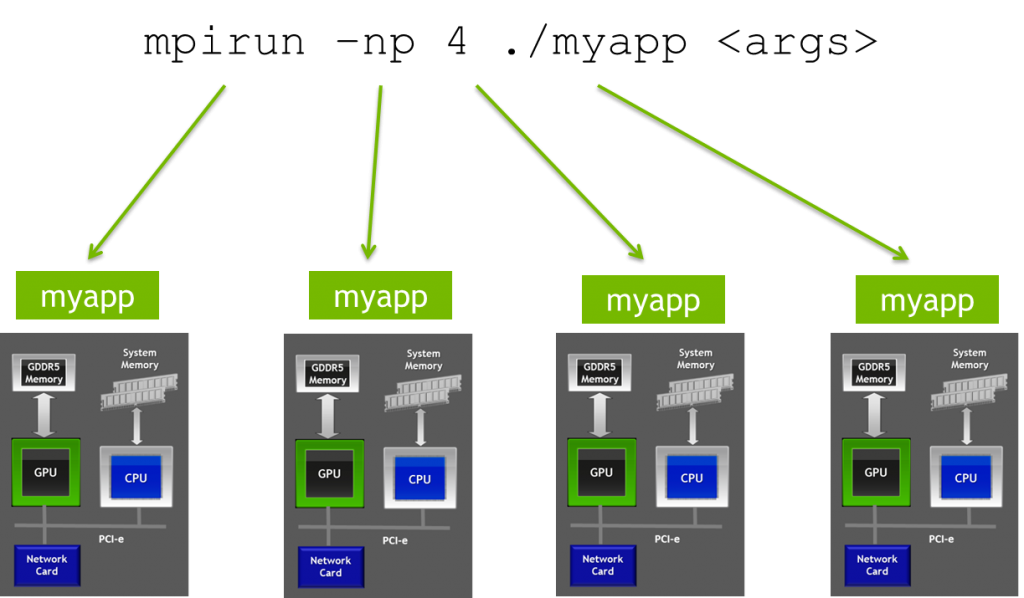 mpirun –np 4 ./myapp <args>
myapp
myapp
myapp
myapp
GDDR5
Memory
System
Memory
GPU
CPU
PCI-e
Network
Card
GDDR5
Memory
System
Memory
GPU
CPU
PCI-e
Network
Card
GDDR5
Memory
System
Memory
GPU
CPU
PCI-e
Network
Card
GDDR5
Memory
System
Memory
GPU
CPU
PCI-e
Network
Card